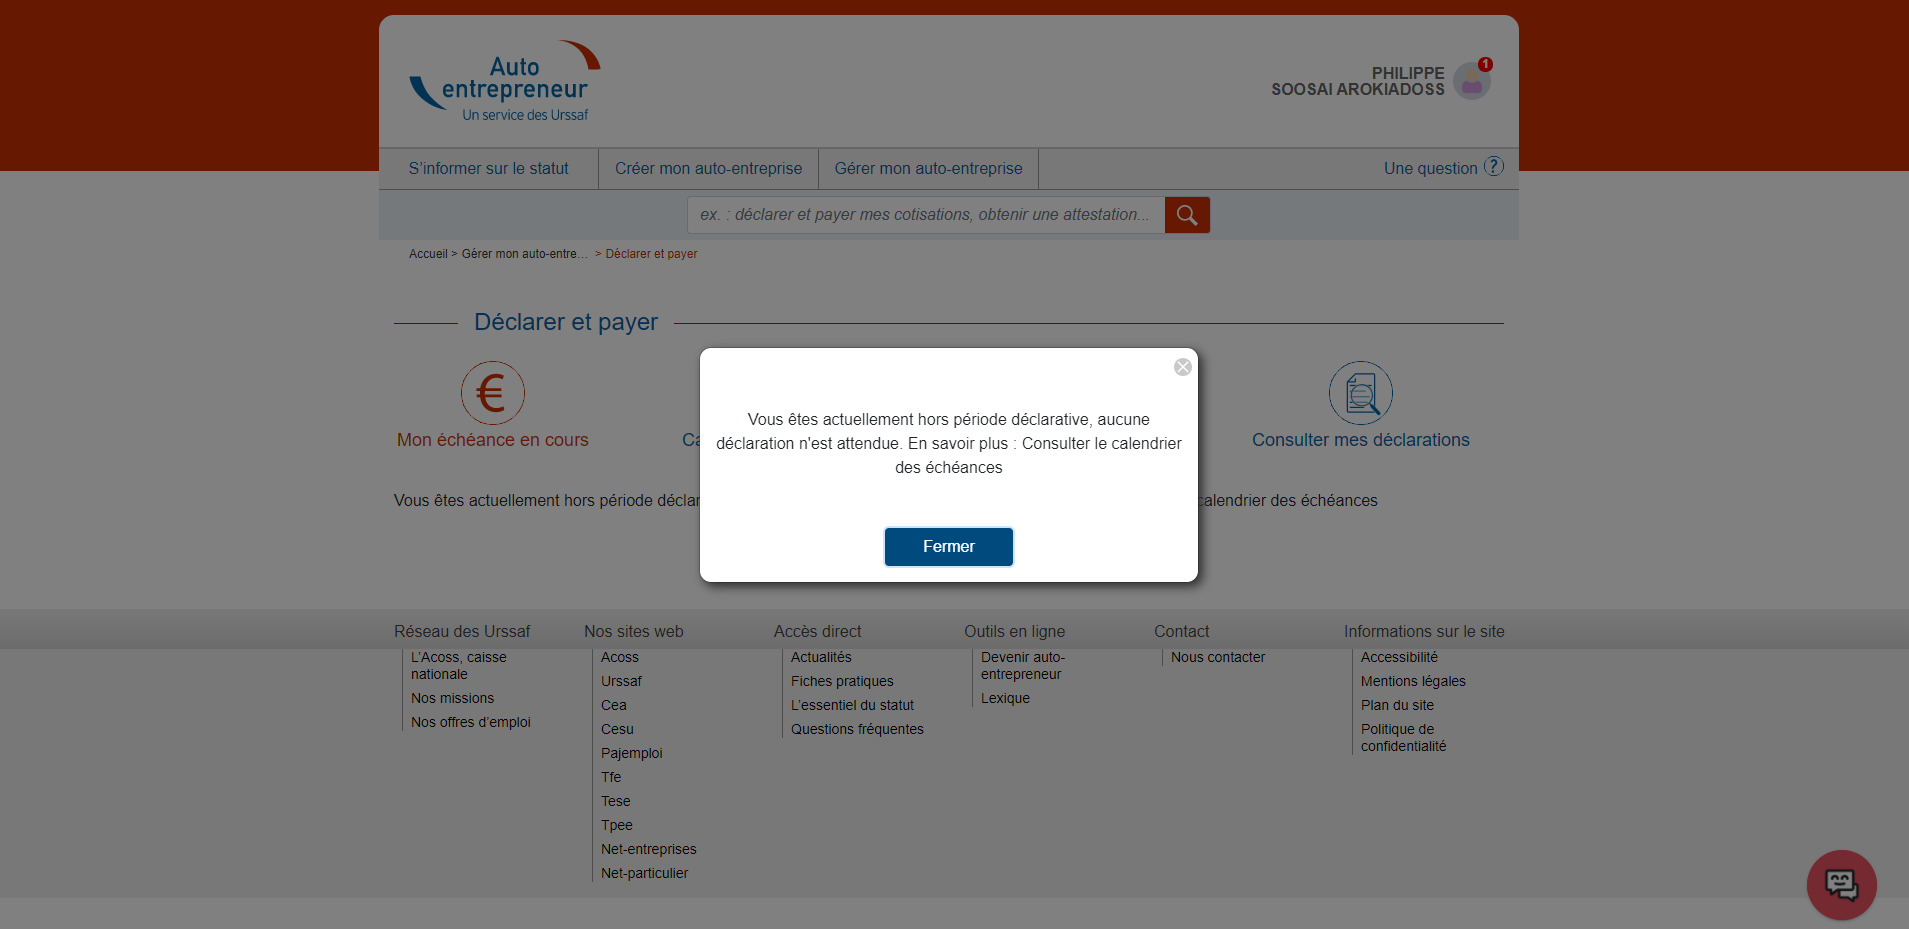 Auto
entrepreneur
Un service des Urssaf
PHILIPPE
SOOSAI AROKIADOSS
1
S'informer sur le statut
Créer mon auto-entreprise
Gérer mon auto-entreprise
Une question ?
ex. : déclarer et payer mes cotisations, obtenir une attestation...
Accueil > Gérer mon auto-entre... > Déclarer et payer
Déclarer et payer
€
Mon échéance en cours
Consulter mes déclarations
Vous êtes actuellement hors période
calendrier des échéances
Vous êtes actuellement hors période déclarative, aucune
déclaration n'est attendue. En savoir plus : Consulter le calendrier
des échéances
Fermer
Réseau des Urssaf
L'Acoss, caisse
nationale
Nos missions
Nos offres d'emploi
Nos sites web
Acoss
Urssaf
Cea
Cesu
Pajemploi
Tfe
Tese
Tpee
Net-entreprises
Net-particulier
Accès direct
Actualités
Fiches pratiques
L'essentiel du statut
Questions fréquentes
Outils en ligne
Devenir auto-
entrepreneur
Lexique
Contact
Nous contacter
Informations sur le site
Accessibilité
Mentions légales
Plan du site
Politique de
confidentialité